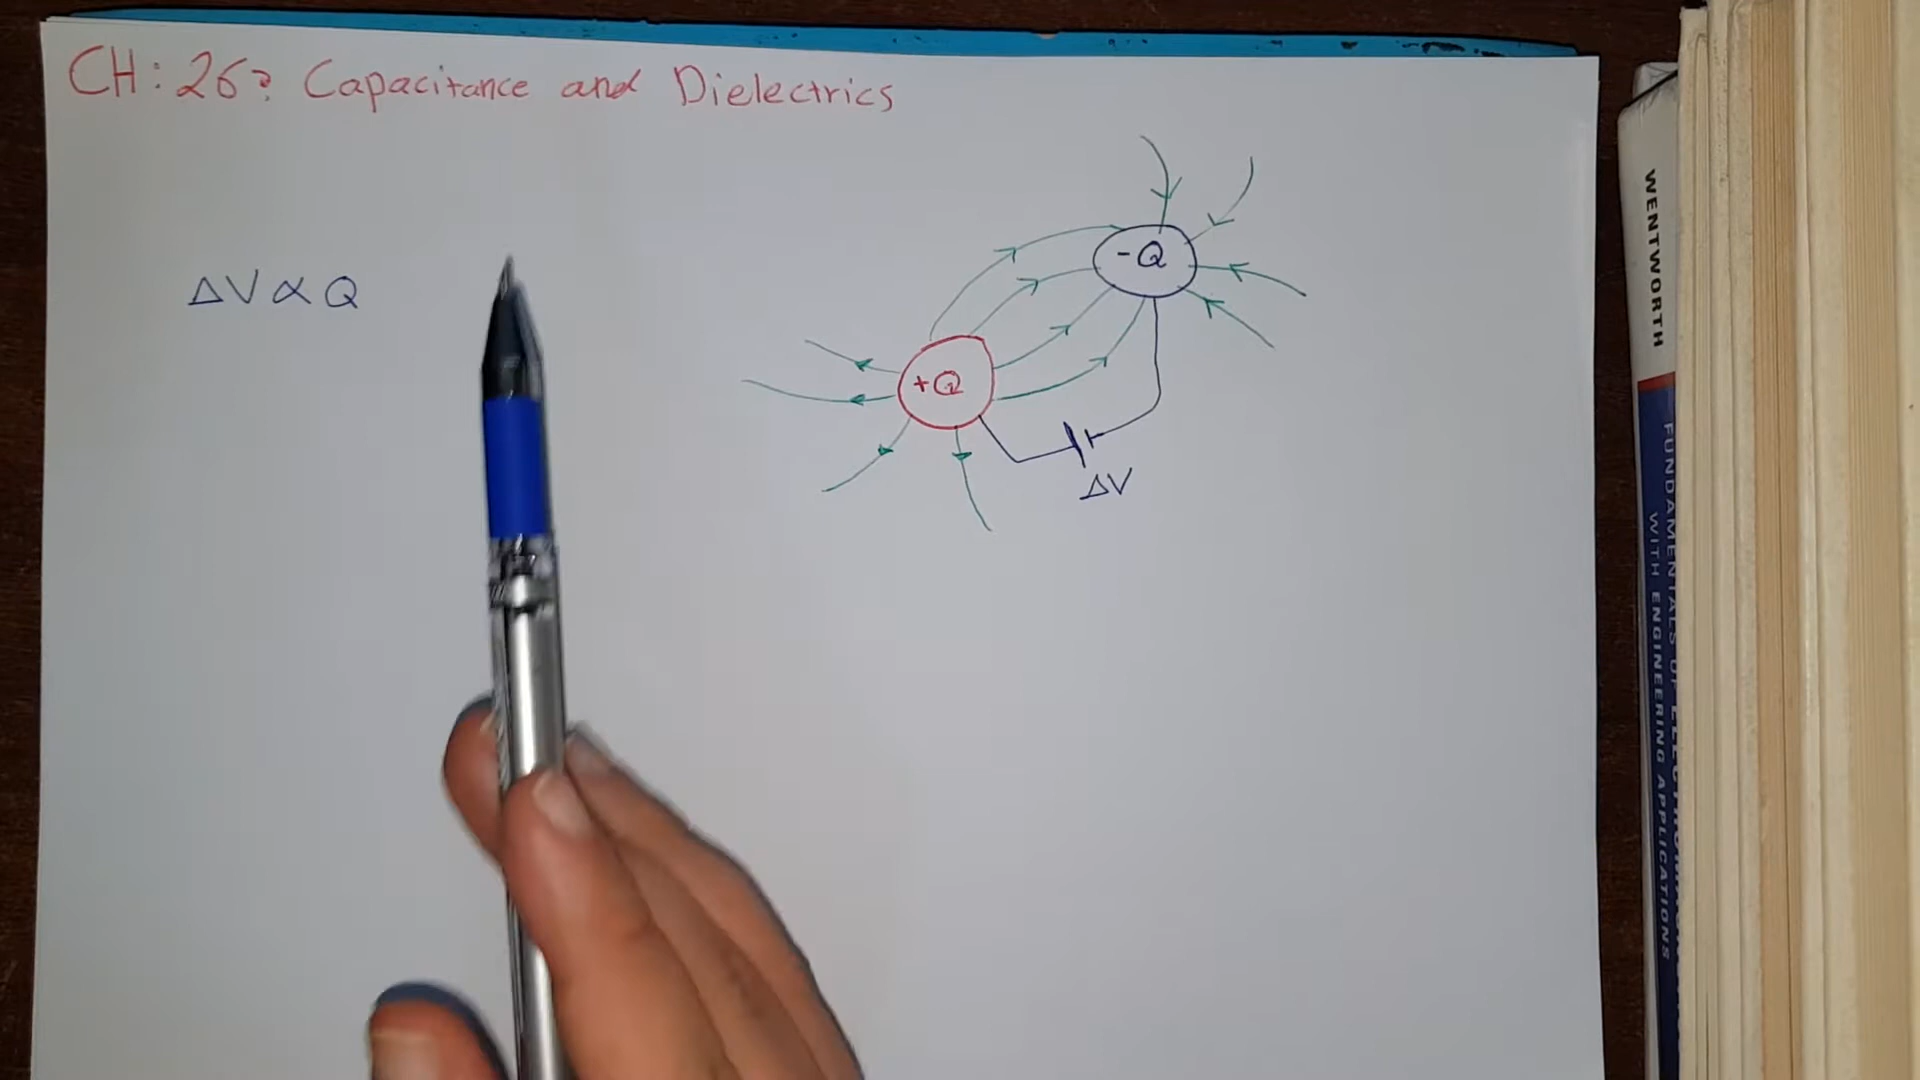 CH: 26: Capacitance and Dielectrics
ΔV ∝ Q
-Q
+Q
ΔV
WENTWORTH
FUNDAMENTALS OF ELECTROMAGNETICS
WITH ENGINEERING APPLICATIONS